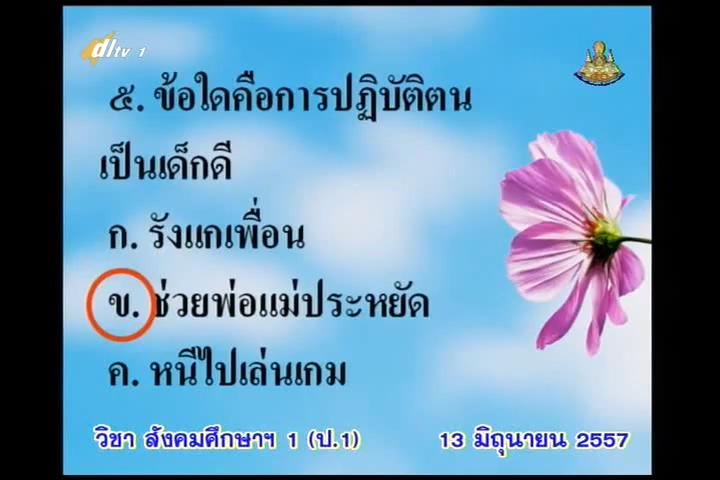 dltv 1
๕. ข้อใดคือการปฏิบัติตน
เป็นเด็กดี
ก. รังแกเพื่อน
ข. ช่วยพ่อแม่ประหยัด
ค. หนีไปเล่นเกม
วิชา สังคมศึกษาฯ 1 (ป.1) 13 มิถุนายน 2557